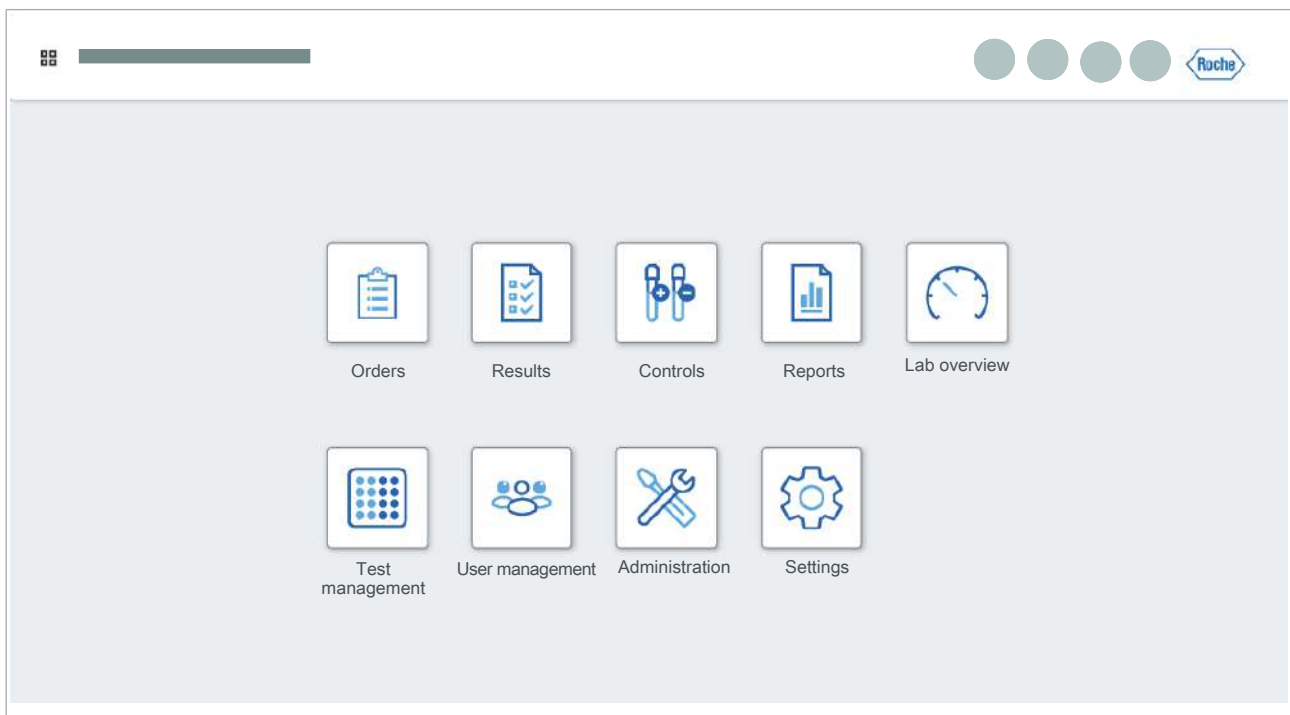 Roche
Orders
Results
Controls
Reports
Lab overview
Test
management
User management
Administration
Settings